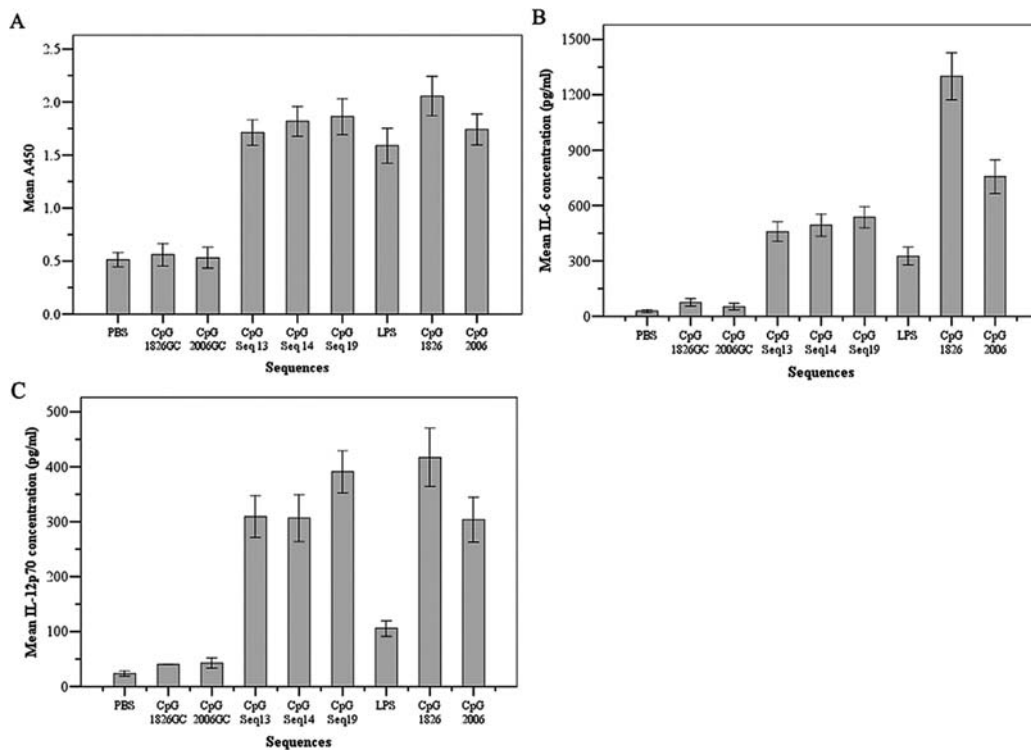 A
Mean A450
2.5
2.0
1.5
1.0
0.5
0.0
PBS CpG CpG CpG CpG CpG LPS CpG CpG
1826GC 2006GC Seq 13 Seq 14 Seq 19 1826 2006
Sequences
B
Mean IL-6 concentration (pg/ml)
1500
1200
900
600
300
0
PBS CpG CpG CpG CpG CpG LPS CpG CpG
1826GC 2006GC Seq13 Seq14 Seq19 1826 2006
Sequences
C
Mean IL-12p70 concentration (pg/ml)
500
400
300
200
100
0
PBS CpG CpG CpG CpG CpG LPS CpG CpG
1826GC 2006GC Seq13 Seq14 Seq19 1826 2006
Sequences